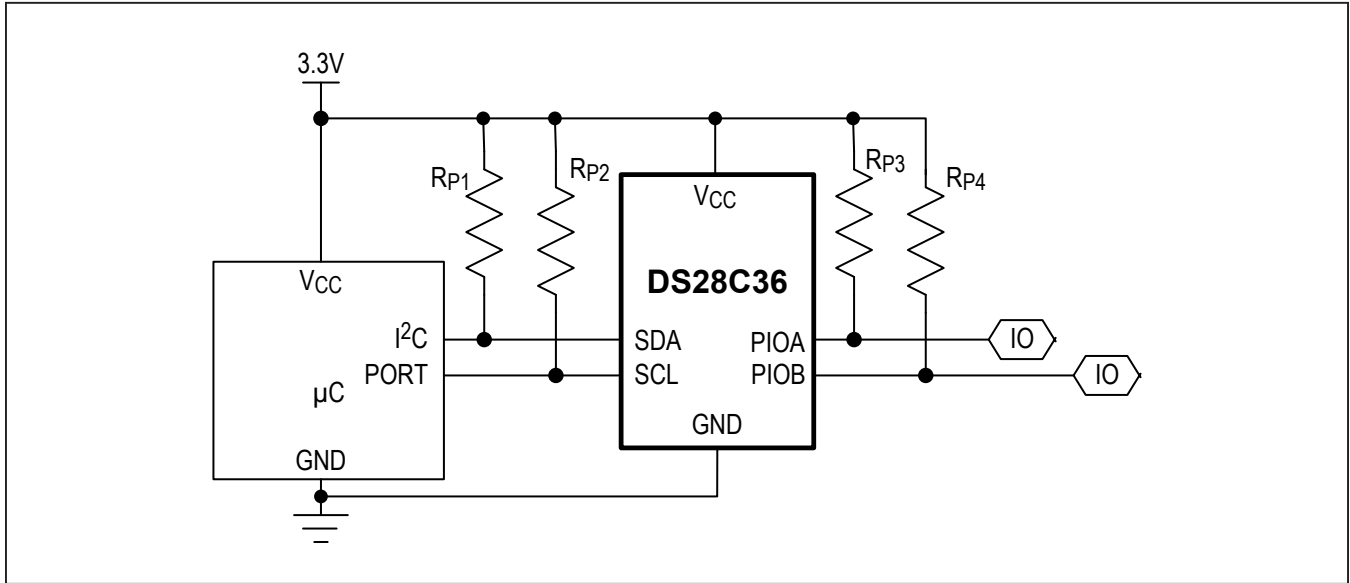 3.3V
RP1
RP2
RP3
RP4
VCC
DS28C36
VCC
I2C
PORT
µC
GND
SDA
SCL
PIOA
PIOB
GND
IO
IO